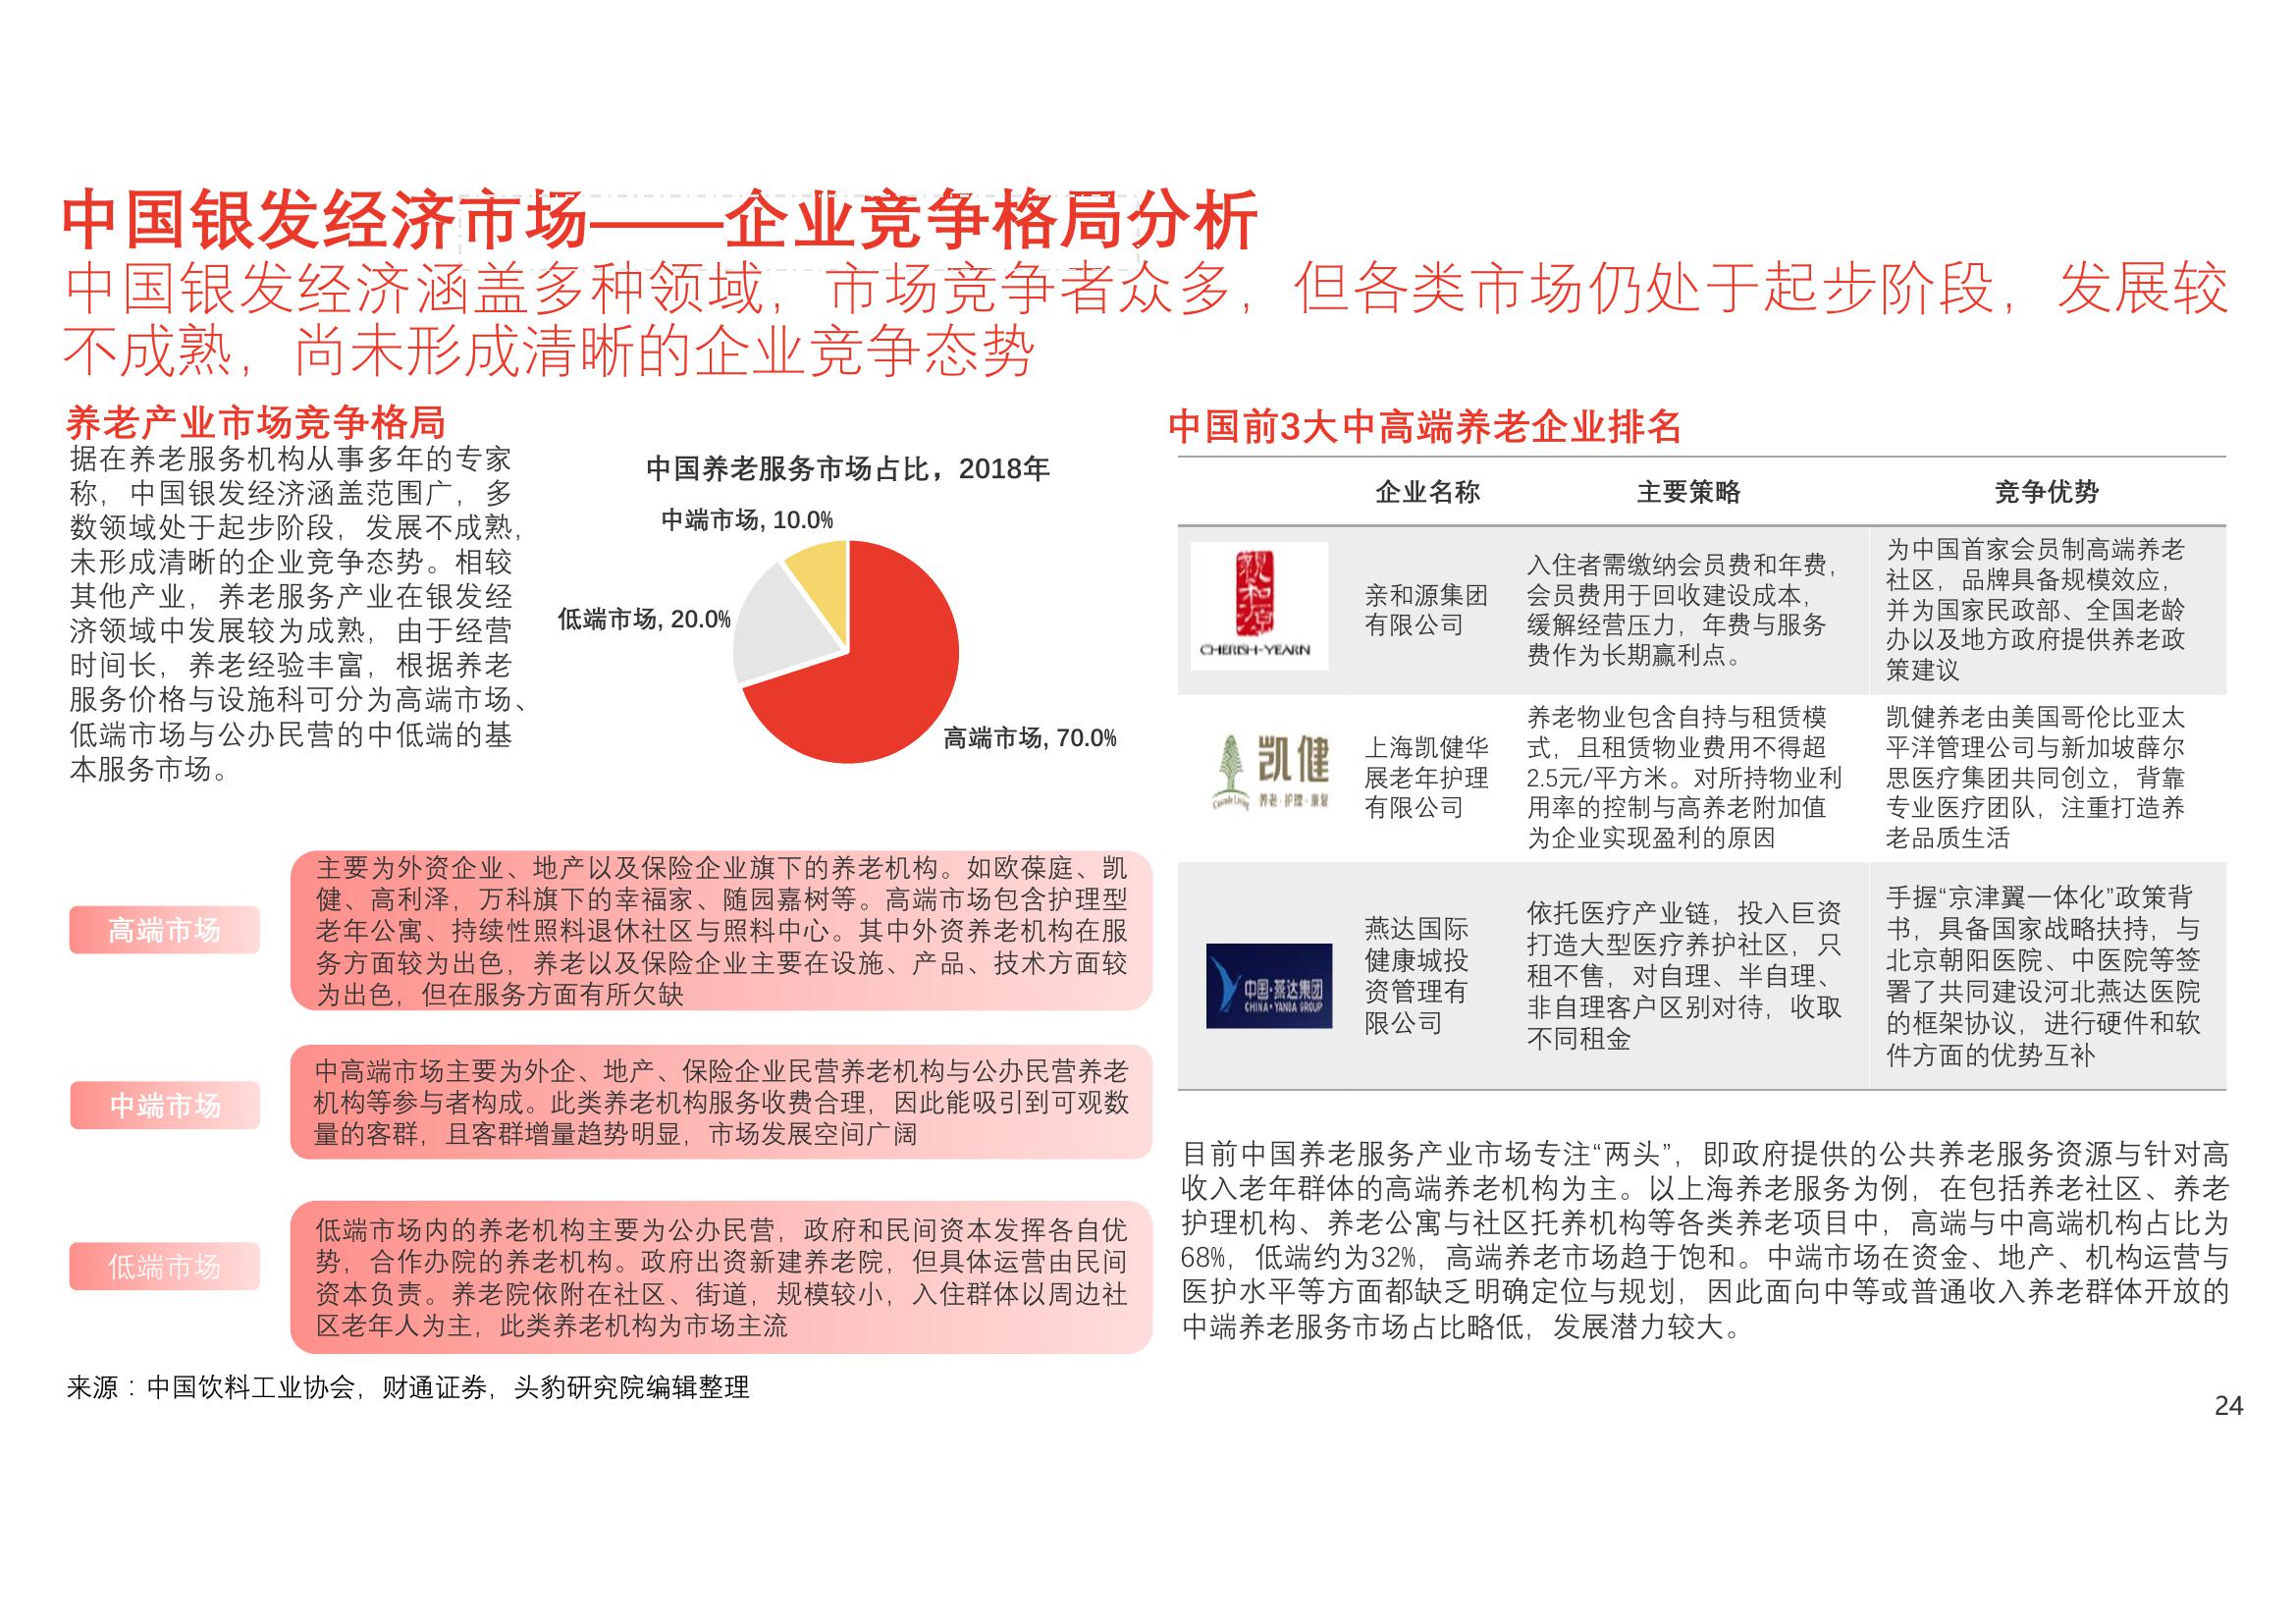 中国银发经济市场——企业竞争格局分析
中国银发经济涵盖多种领域，市场竞争者众多，但各类市场仍处于起步阶段，发展较
不成熟，尚未形成清晰的企业竞争态势
养老产业市场竞争格局
据在养老服务机构从事多年的专家
称，中国银发经济涵盖范围广，多
数领域处于起步阶段，发展不成熟，
未形成清晰的企业竞争态势。相较
其他产业，养老服务产业在银发经
济领域中发展较为成熟，由于经营
时间长，养老经验丰富，根据养老
服务价格与设施科可分为高端市场、
低端市场与公办民营的中低端的基
本服务市场。
中国养老服务市场占比，2018年
中端市场, 10.0%
低端市场, 20.0%
高端市场, 70.0%
高端市场
主要为外资企业、地产以及保险企业旗下的养老机构。如欧葆庭、凯
健、高利泽，万科旗下的幸福家、随园嘉树等。高端市场包含护理型
老年公寓、持续性照料退休社区与照料中心。其中外资养老机构在服
务方面较为出色，养老以及保险企业主要在设施、产品、技术方面较
为出色，但在服务方面有所欠缺
中端市场
中高端市场主要为外企、地产、保险企业民营养老机构与公办民营养老
机构等参与者构成。此类养老机构服务收费合理，因此能吸引到可观数
量的客群，且客群增量趋势明显，市场发展空间广阔
低端市场
低端市场内的养老机构主要为公办民营，政府和民间资本发挥各自优
势，合作办院的养老机构。政府出资新建养老院，但具体运营由民间
资本负责。养老院依附在社区、街道，规模较小，入住群体以周边社
区老年人为主，此类养老机构为市场主流
来源：中国饮料工业协会，财通证券，头豹研究院编辑整理
中国前3大中高端养老企业排名
企业名称 主要策略 竞争优势
親和源
CHERISH-YEARN
亲和源集团
有限公司
入住者需缴纳会员费和年费，
会员费用于回收建设成本，
缓解经营压力，年费与服务
费作为长期赢利点。
为中国首家会员制高端养老
社区，品牌具备规模效应，
并为国家民政部、全国老龄
办以及地方政府提供养老政
策建议
凯健
Cascade Living
养老·护理·康复
上海凯健华
展老年护理
有限公司
养老物业包含自持与租赁模
式，且租赁物业费用不得超
2.5元/平方米。对所持物业利
用率的控制与高养老附加值
为企业实现盈利的原因
凯健养老由美国哥伦比亚太
平洋管理公司与新加坡薛尔
思医疗集团共同创立，背靠
专业医疗团队，注重打造养
老品质生活
中国·燕达集团
CHINA·YANDA GROUP
燕达国际
健康城投
资管理有
限公司
依托医疗产业链，投入巨资
打造大型医疗养护社区，只
租不售，对自理、半自理、
非自理客户区别对待，收取
不同租金
手握“京津翼一体化”政策背
书，具备国家战略扶持，与
北京朝阳医院、中医院等签
署了共同建设河北燕达医院
的框架协议，进行硬件和软
件方面的优势互补
目前中国养老服务产业市场专注“两头”，即政府提供的公共养老服务资源与针对高
收入老年群体的高端养老机构为主。以上海养老服务为例，在包括养老社区、养老
护理机构、养老公寓与社区托养机构等各类养老项目中，高端与中高端机构占比为
68%，低端约为32%，高端养老市场趋于饱和。中端市场在资金、地产、机构运营与
医护水平等方面都缺乏明确定位与规划，因此面向中等或普通收入养老群体开放的
中端养老服务市场占比略低，发展潜力较大。
24